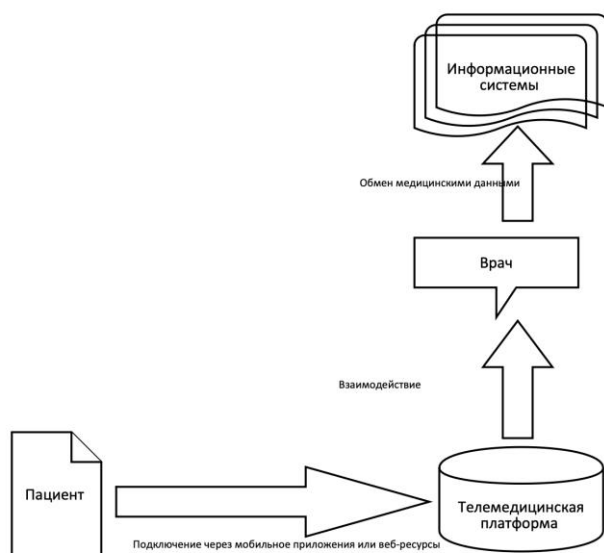 Информационные
системы
Обмен медицинскими данными
Врач
Взаимодействие
Пациент
Телемедицинская
платформа
Подключение через мобильное приложения или веб-ресурсы